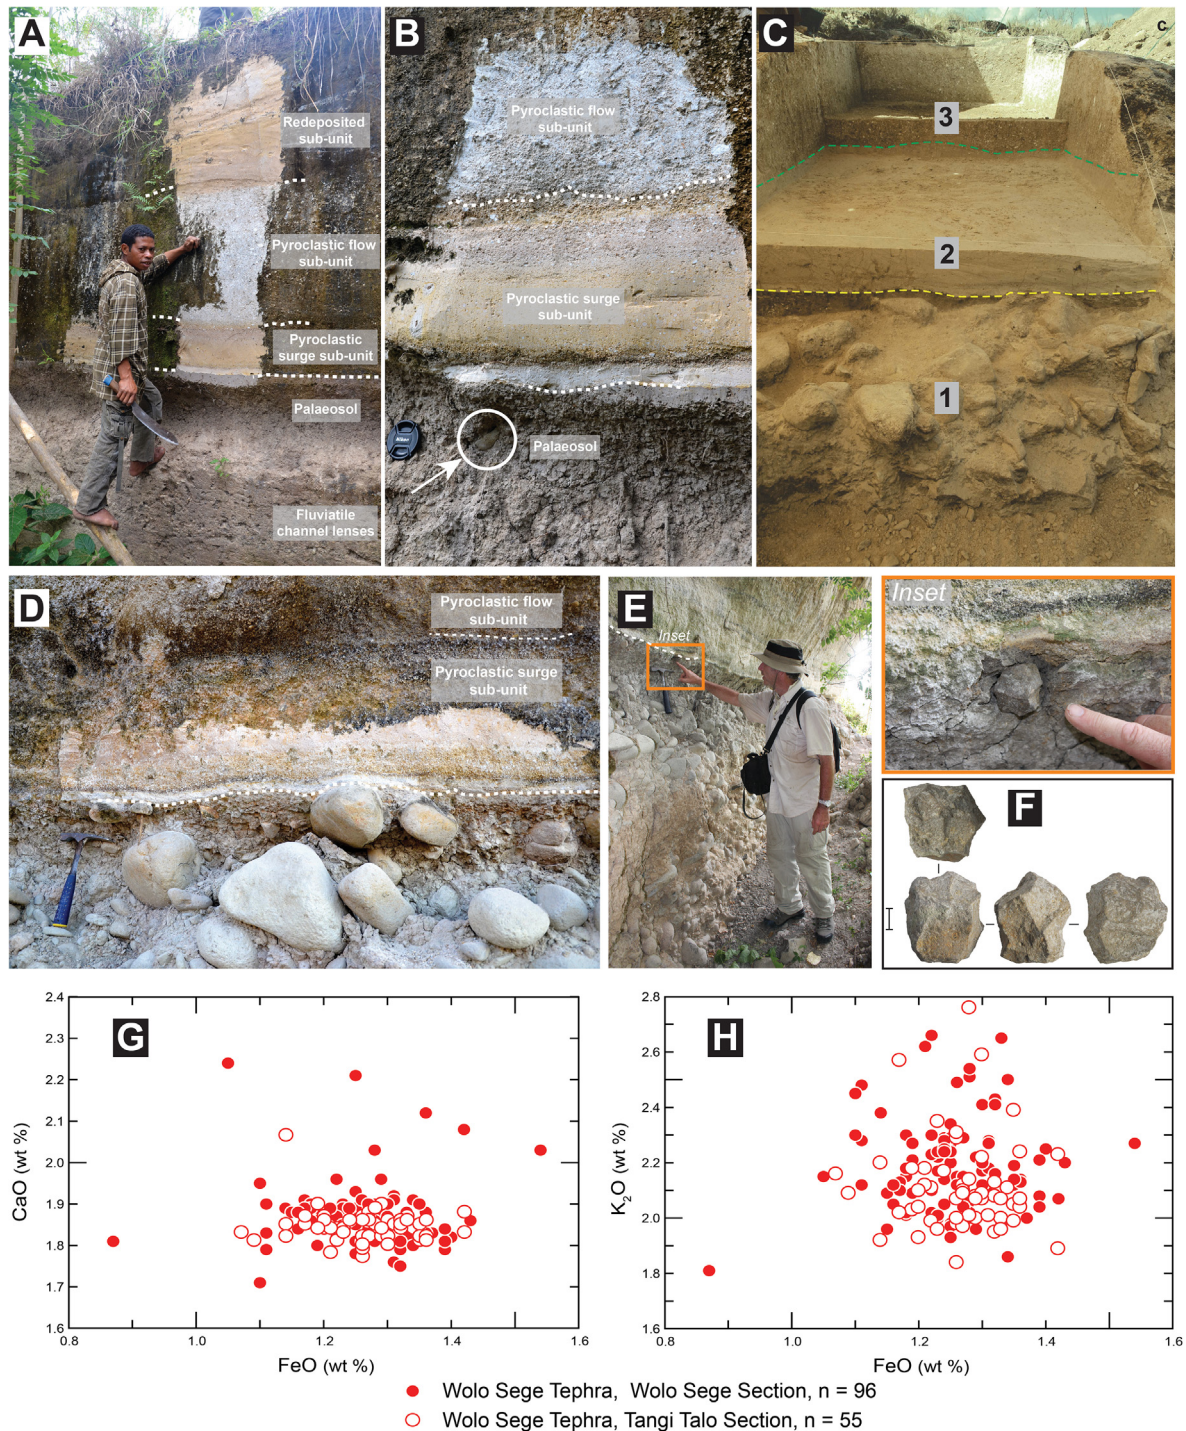 A
Redeposited
sub-unit
Pyroclastic flow
sub-unit
Pyroclastic
surge sub-unit
Palaeosol
Fluviatile
channel lenses
B
Pyroclastic flow
sub-unit
Pyroclastic surge
sub-unit
Nikon
Palaeosol
C
c
3
2
1
D
Pyroclastic flow
sub-unit
Pyroclastic surge
sub-unit
E
Inset
Inset
F
G
2.4
2.3
2.2
2.1
2.0
1.9
1.8
1.7
1.6
CaO (wt %)
0.8
1.0
1.2
1.4
1.6
FeO (wt %)
H
2.8
2.6
2.4
2.2
2.0
1.8
1.6
K2O (wt %)
0.8
1.0
1.2
1.4
1.6
FeO (wt %)
Wolo Sege Tephra, Wolo Sege Section, n = 96
Wolo Sege Tephra, Tangi Talo Section, n = 55